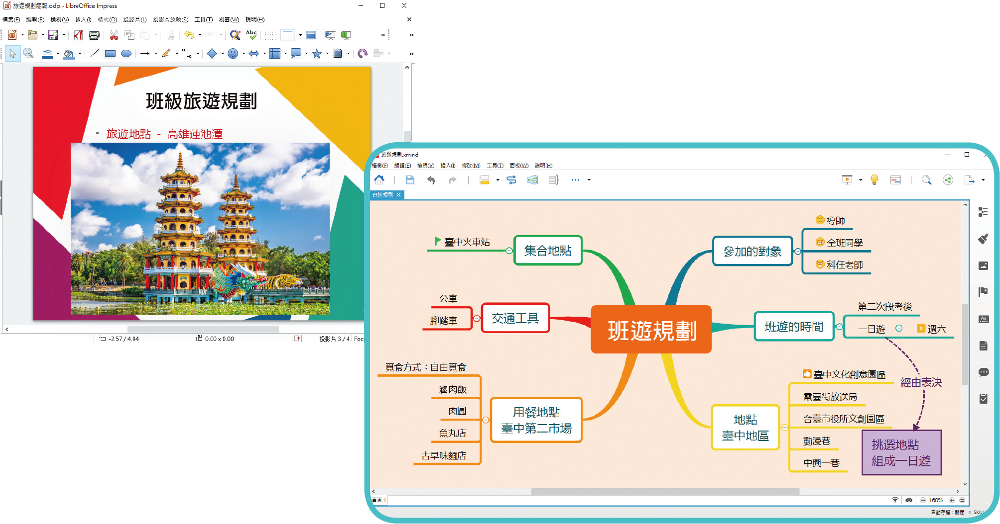 旅遊規劃簡報.odp - LibreOffice Impress
檔案(F) 編輯(E) 檢視(V) 插入(I) 格式(O) 投影片(L) 投影片放映(S) 工具(T) 視窗(W) 說明(H)
Abc
班級旅遊規劃
• 旅遊地點 - 高雄蓮池潭
-2.57 / 4.94
0.00 x 0.00
投影片 3 / 4
班遊規劃.xmind
檔案(F) 編輯(E) 檢視(V) 插入(I) 修改(M) 工具(T) 面板(W) 說明(H)
班遊規劃
班遊規劃
集合地點
臺中火車站
交通工具
公車
腳踏車
用餐地點
臺中第二市場
覓食方式：自由覓食
滷肉飯
肉圓
魚丸店
古早味麵店
參加的對象
導師
全班同學
科任老師
班遊的時間
第二次段考後
一日遊
S 週六
經由表決
地點
臺中地區
臺中文化創意園區
電臺街放送局
台臺市役所文創園區
動漫巷
中興一巷
挑選地點
組成一日遊
Aa
頁面 1
160%
自動存檔：關閉